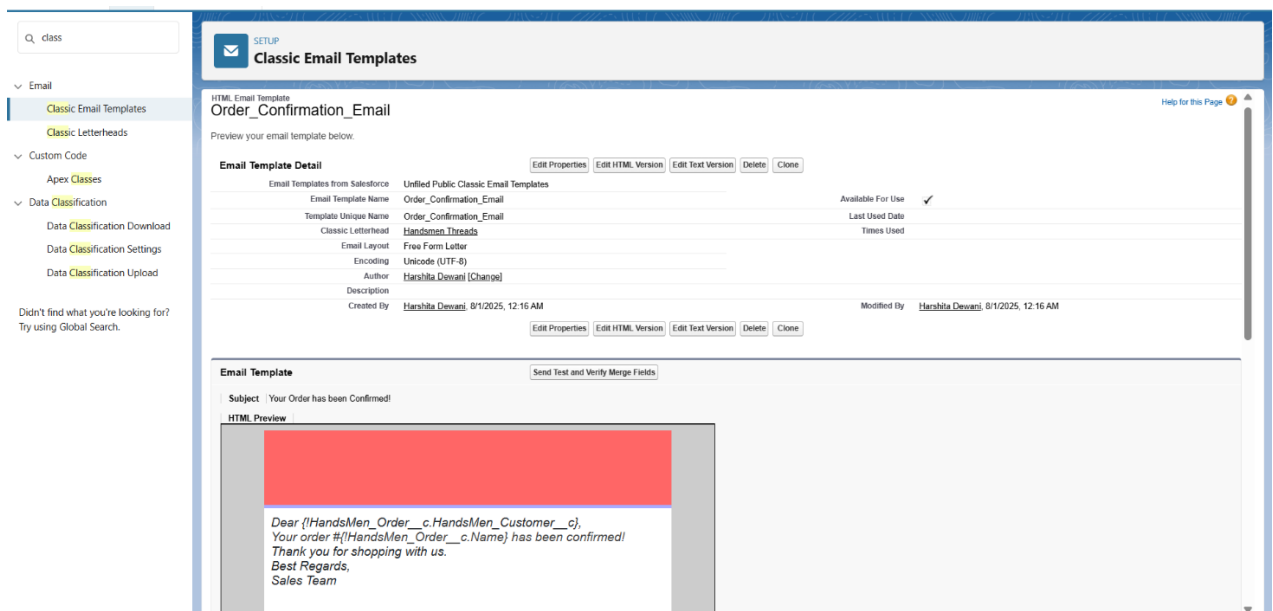 class
Email
Classic Email Templates
Classic Letterheads
Custom Code
Apex Classes
Data Classification
Data Classification Download
Data Classification Settings
Data Classification Upload
Didn't find what you're looking for?
Try using Global Search.
SETUP
Classic Email Templates
HTML Email Template
Order_Confirmation_Email
Help for this Page ?
Preview your email template below.
Email Template Detail Edit Properties Edit HTML Version Edit Text Version Delete Clone
Email Templates from Salesforce Unfiled Public Classic Email Templates
Email Template Name Order_Confirmation_Email Available For Use ✓
Template Unique Name Order_Confirmation_Email Last Used Date
Classic Letterhead Handsmen Threads Times Used
Email Layout Free Form Letter
Encoding Unicode (UTF-8)
Author Harshita Dewani [Change]
Description
Created By Harshita Dewani, 8/1/2025, 12:16 AM Modified By Harshita Dewani, 8/1/2025, 12:16 AM
Edit Properties Edit HTML Version Edit Text Version Delete Clone
Email Template Send Test and Verify Merge Fields
Subject Your Order has been Confirmed!
HTML Preview
Dear {!HandsMen_Order__c.HandsMen_Customer__c},
Your order #{!HandsMen_Order__c.Name} has been confirmed!
Thank you for shopping with us.
Best Regards,
Sales Team